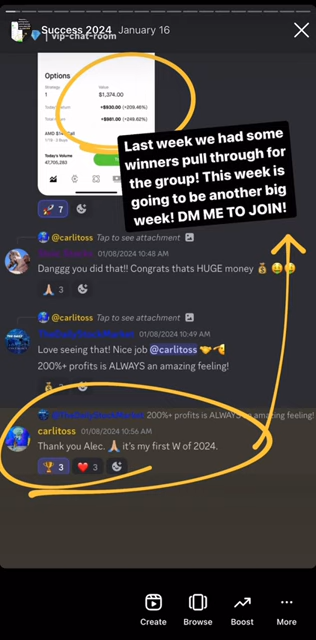 Success 2024 January 16
vip-chat-room
Options
Strategy Value
1 $1,374.00
+$930.00 (+209.46%)
+$981.00 (+249.62%)
AMD $14 Call
Today's Volume
47,705,283
Last week we had some
winners pull through for
the group! This week is
going to be another big
week! DM ME TO JOIN!
7
@carlitoss Tap to see attachment
01/08/2024 10:48 AM
Danggg you did that!! Congrats thats HUGE money 💰 🤑🤑
🙏 3
@carlitoss Tap to see attachment
01/08/2024 10:49 AM
Love seeing that! Nice job @carlitoss
200%+ profits is ALWAYS an amazing feeling!
200%+ profits is ALWAYS an amazing feeling!
carlitoss 01/08/2024 10:56 AM
Thank you Alec. 🙏 it's my first W of 2024.
🏆 3 ❤️ 3
Create Browse Boost More